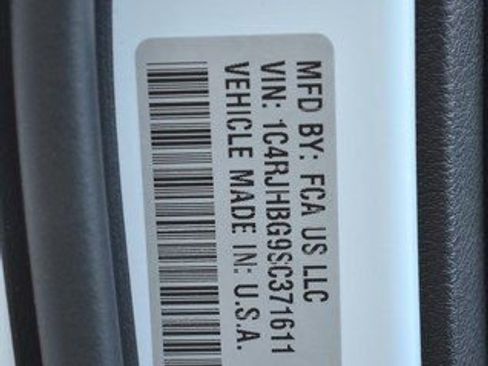 MFD BY: FCA US LLC
VIN: 1C4RJHBG9SC371611
VEHICLE MADE IN: U.S.A.